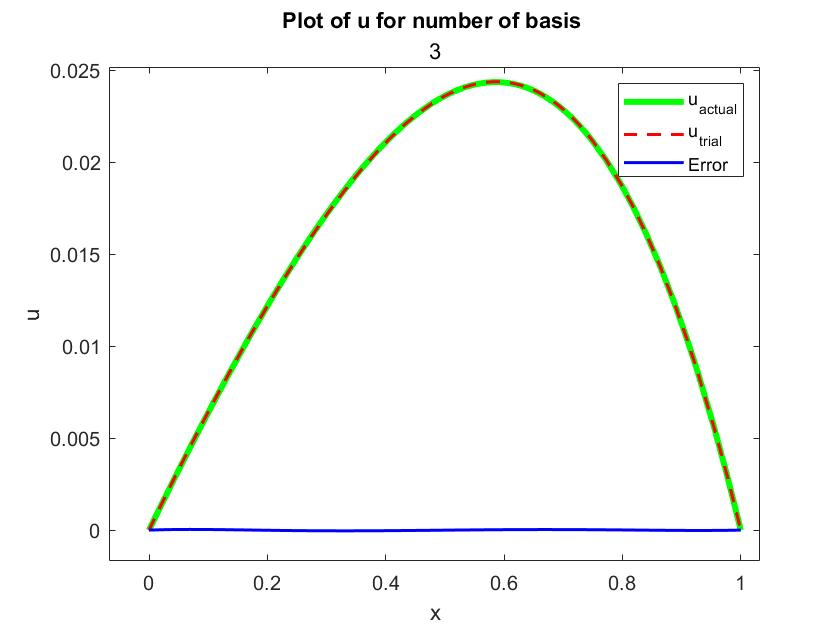 Plot of u for number of basis
3
0.025
0.02
0.015
0.01
0.005
0
u
u_actual
u_trial
Error
0 0.2 0.4 0.6 0.8 1
x